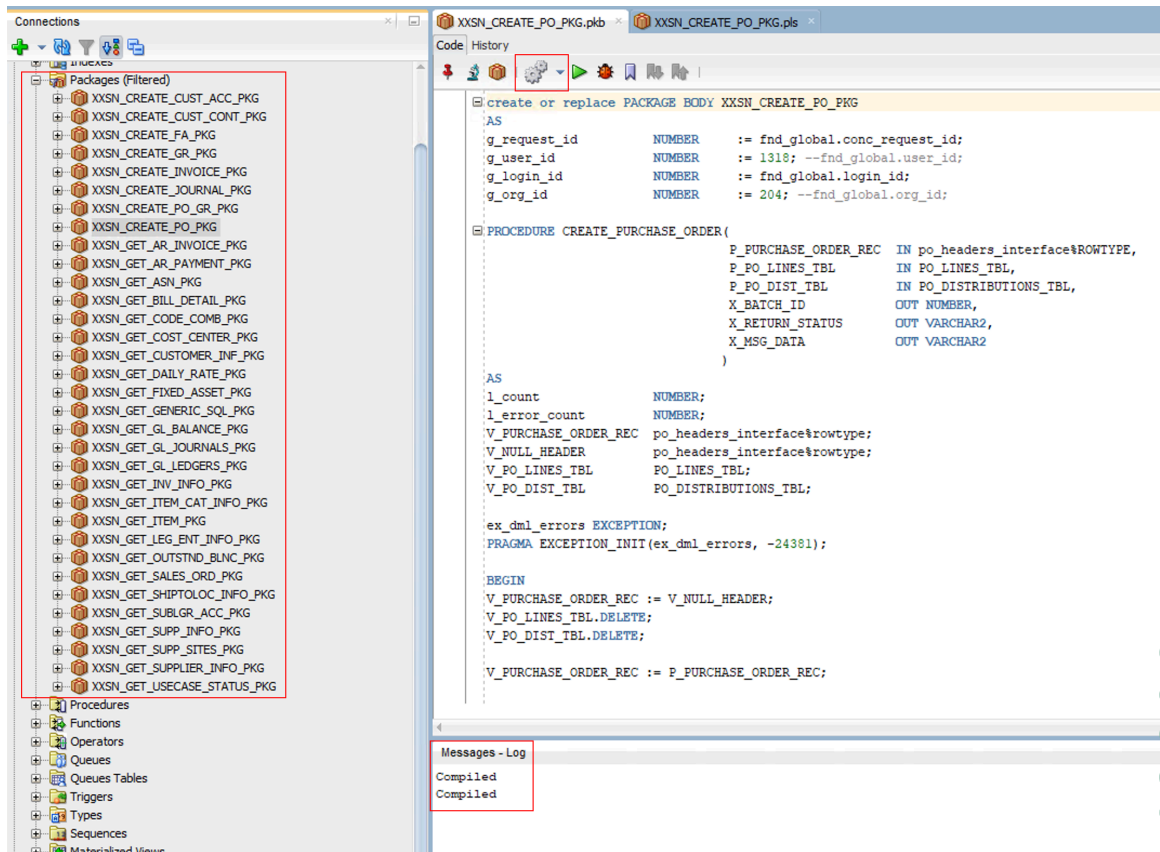 Connections
Indexes
Packages (Filtered)
XXSN_CREATE_CUST_ACC_PKG
XXSN_CREATE_CUST_CONT_PKG
XXSN_CREATE_FA_PKG
XXSN_CREATE_GR_PKG
XXSN_CREATE_INVOICE_PKG
XXSN_CREATE_JOURNAL_PKG
XXSN_CREATE_PO_GR_PKG
XXSN_CREATE_PO_PKG
XXSN_GET_AR_INVOICE_PKG
XXSN_GET_AR_PAYMENT_PKG
XXSN_GET_ASN_PKG
XXSN_GET_BILL_DETAIL_PKG
XXSN_GET_CODE_COMB_PKG
XXSN_GET_COST_CENTER_PKG
XXSN_GET_CUSTOMER_INF_PKG
XXSN_GET_DAILY_RATE_PKG
XXSN_GET_FIXED_ASSET_PKG
XXSN_GET_GENERIC_SQL_PKG
XXSN_GET_GL_BALANCE_PKG
XXSN_GET_GL_JOURNALS_PKG
XXSN_GET_GL_LEDGERS_PKG
XXSN_GET_INV_INFO_PKG
XXSN_GET_ITEM_CAT_INFO_PKG
XXSN_GET_ITEM_PKG
XXSN_GET_LEG_ENT_INFO_PKG
XXSN_GET_OUTSTND_BLNC_PKG
XXSN_GET_SALES_ORD_PKG
XXSN_GET_SHIPTOLOC_INFO_PKG
XXSN_GET_SUBLGR_ACC_PKG
XXSN_GET_SUPP_INFO_PKG
XXSN_GET_SUPP_SITES_PKG
XXSN_GET_SUPPLIER_INFO_PKG
XXSN_GET_USECASE_STATUS_PKG
Procedures
Functions
Operators
Queues
Queues Tables
Triggers
Types
Sequences
Materialized Views
XXSN_CREATE_PO_PKG.pkb XXSN_CREATE_PO_PKG.pls
Code History
create or replace PACKAGE BODY XXSN_CREATE_PO_PKG
AS
g_request_id NUMBER := fnd_global.conc_request_id;
g_user_id NUMBER := 1318; --fnd_global.user_id;
g_login_id NUMBER := fnd_global.login_id;
g_org_id NUMBER := 204; --fnd_global.org_id;
PROCEDURE CREATE_PURCHASE_ORDER(
P_PURCHASE_ORDER_REC IN po_headers_interface%ROWTYPE,
P_PO_LINES_TBL IN PO_LINES_TBL,
P_PO_DIST_TBL IN PO_DISTRIBUTIONS_TBL,
X_BATCH_ID OUT NUMBER,
X_RETURN_STATUS OUT VARCHAR2,
X_MSG_DATA OUT VARCHAR2
)
AS
l_count NUMBER;
l_error_count NUMBER;
V_PURCHASE_ORDER_REC po_headers_interface%rowtype;
V_NULL_HEADER po_headers_interface%rowtype;
V_PO_LINES_TBL PO_LINES_TBL;
V_PO_DIST_TBL PO_DISTRIBUTIONS_TBL;
ex_dml_errors EXCEPTION;
PRAGMA EXCEPTION_INIT(ex_dml_errors, -24381);
BEGIN
V_PURCHASE_ORDER_REC := V_NULL_HEADER;
V_PO_LINES_TBL.DELETE;
V_PO_DIST_TBL.DELETE;
V_PURCHASE_ORDER_REC := P_PURCHASE_ORDER_REC;
Messages - Log
Compiled
Compiled